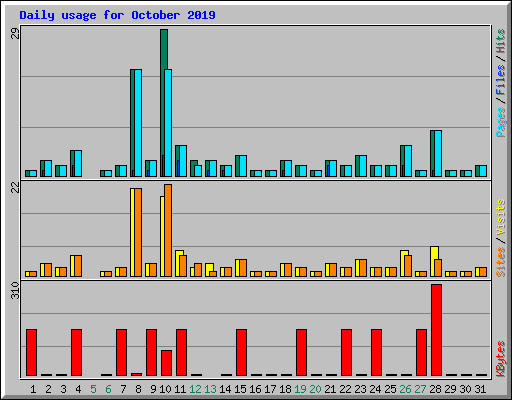 Daily usage for October 2019
29
Pages / Files / Hits
22
Sites / Visits
310
KBytes
1 2 3 4 5 6 7 8 9 10 11 12 13 14 15 16 17 18 19 20 21 22 23 24 25 26 27 28 29 30 31